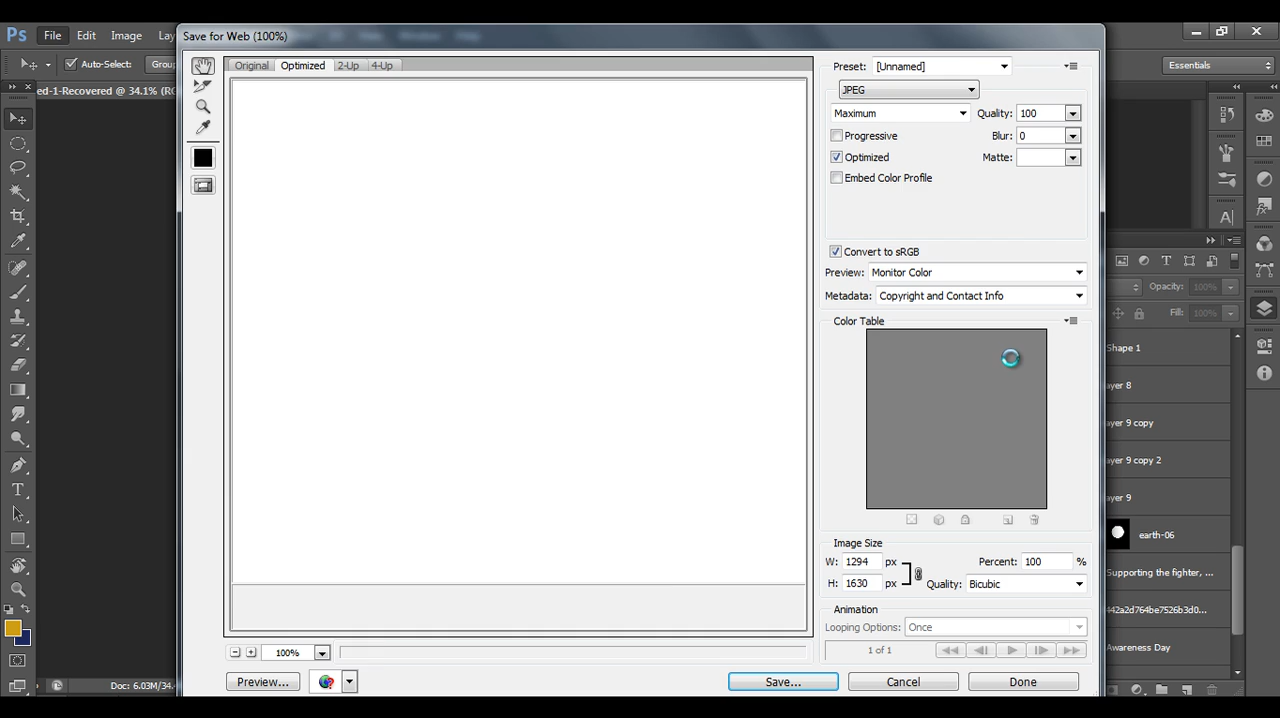 Save for Web (100%)
Ps File Edit Image
Auto-Select:
Essentials
ed-1-Recovered @ 34.1%
Original Optimized 2-Up 4-Up
Preset: [Unnamed]
JPEG
Maximum Quality: 100
Progressive Blur: 0
Optimized Matte:
Embed Color Profile
Convert to sRGB
Preview: Monitor Color
Metadata: Copyright and Contact Info
Color Table
Opacity: 100%
Fill: 100%
Shape 1
ayer 8
ayer 9 copy
ayer 9 copy 2
ayer 9
earth-06
Supporting the fighter, ...
442a2d764be7526b3d0...
Awareness Day
Image Size
W: 1294 px Percent: 100 %
H: 1630 px Quality: Bicubic
Animation
Looping Options: Once
1 of 1
100%
Preview... Save... Cancel Done
Doc: 6.03M/34.